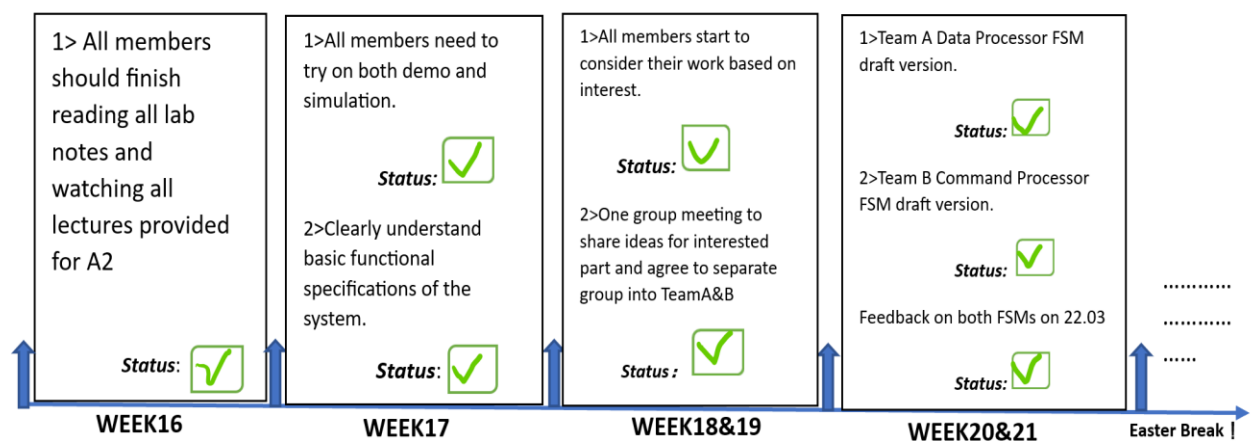 1> All members
should finish
reading all lab
notes and
watching all
lectures provided
for A2
Status:
WEEK16
1>All members need to
try on both demo and
simulation.
Status:
2>Clearly understand
basic functional
specifications of the
system.
Status:
WEEK17
1>All members start to
consider their work based on
interest.
Status:
2>One group meeting to
share ideas for interested
part and agree to separate
group into TeamA&B
Status:
WEEK18&19
1>Team A Data Processor FSM
draft version.
Status:
2>Team B Command Processor
FSM draft version.
Status:
Feedback on both FSMs on 22.03
Status:
WEEK20&21
............
............
......
Easter Break !